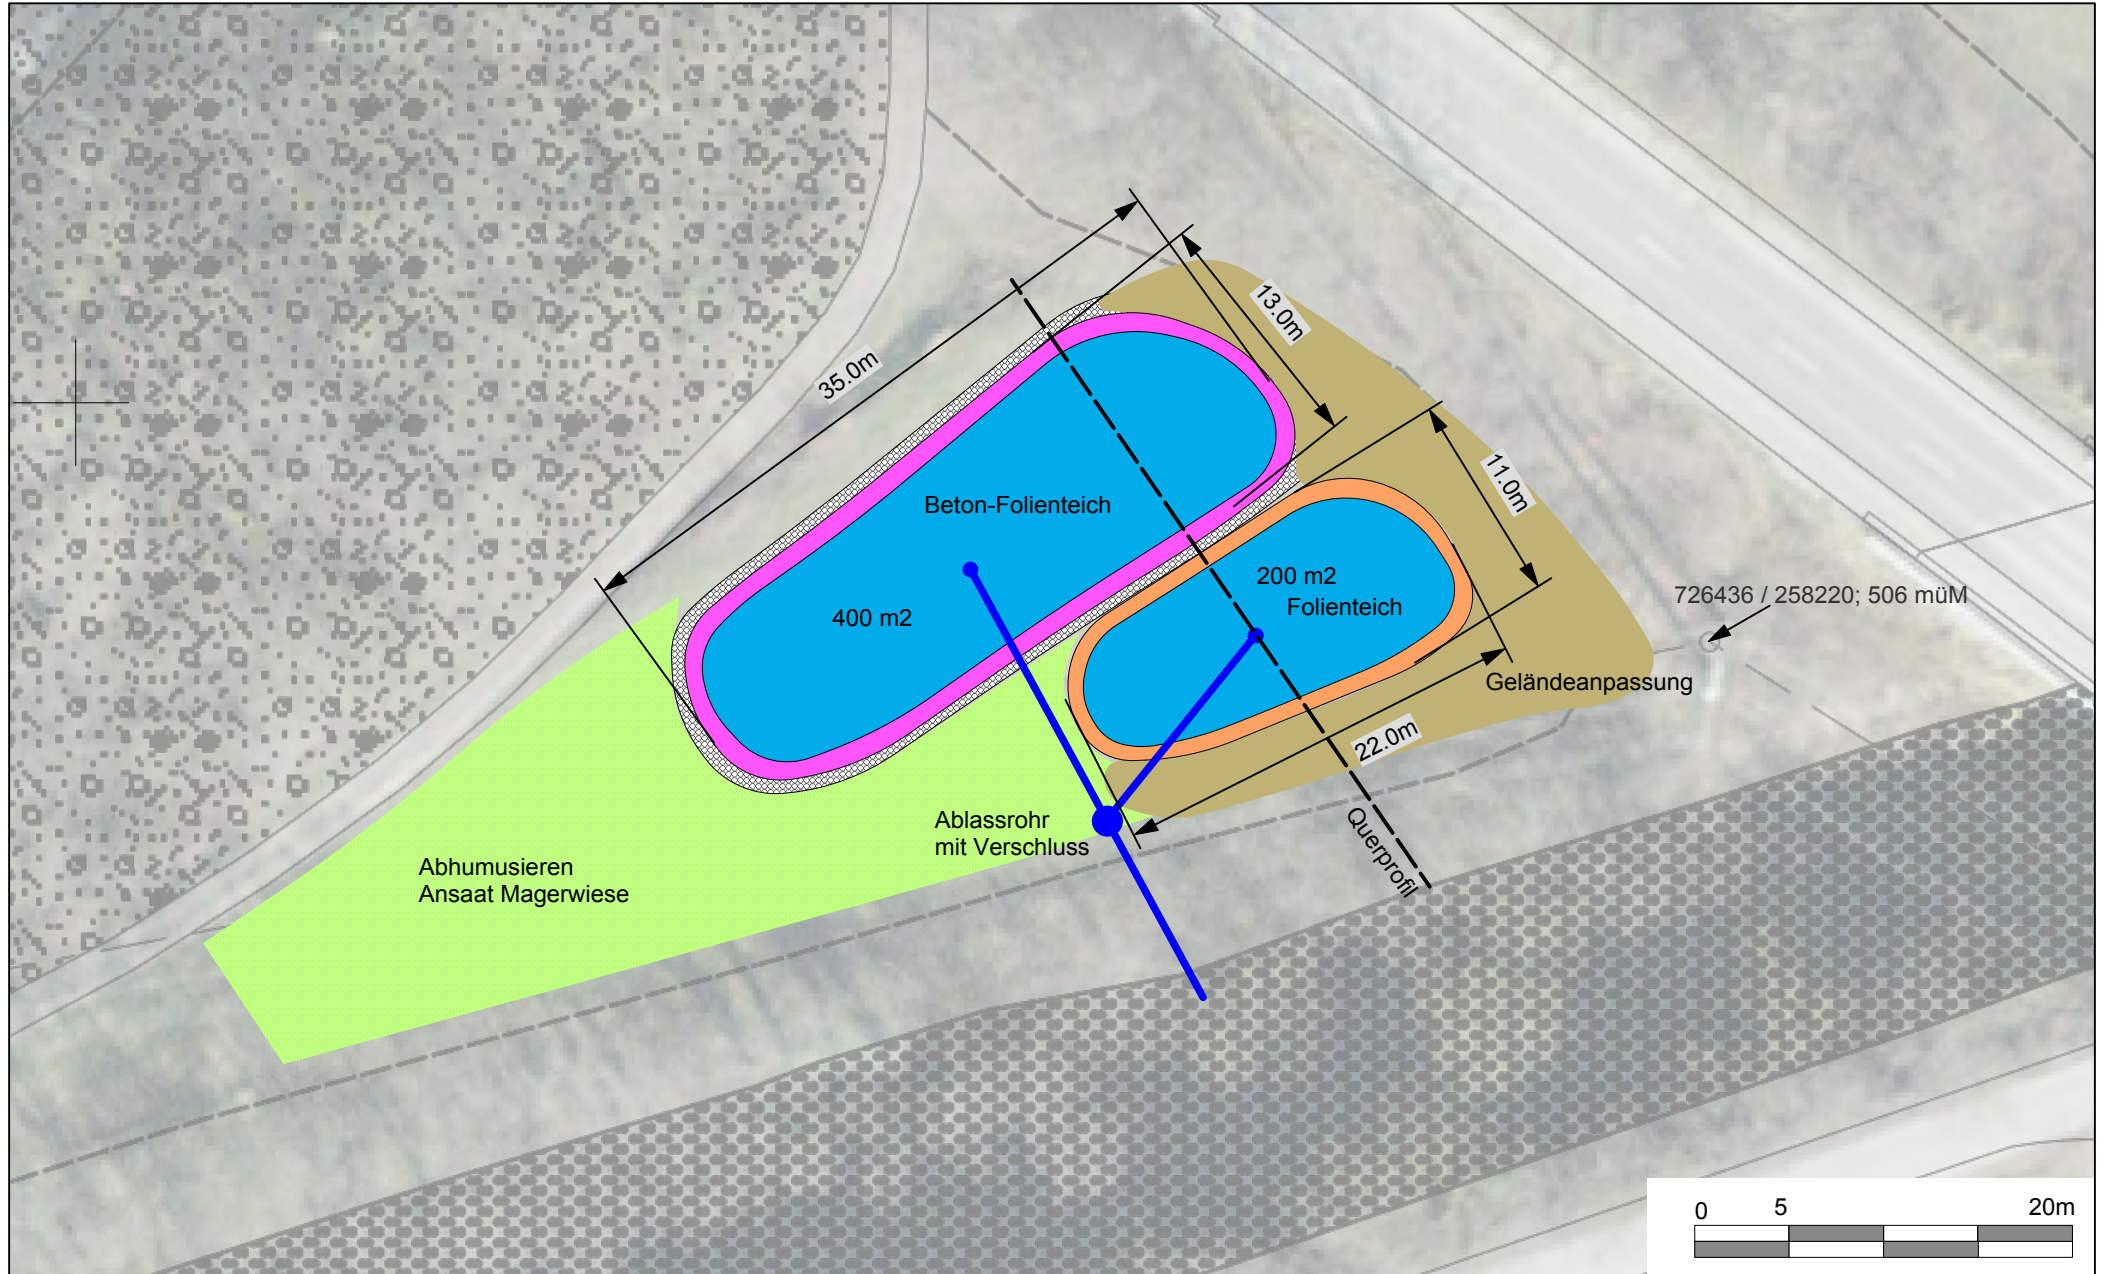 13.0m
35.0m
11.0m
Beton-Folienteich
200 m2
Folienteich
400 m2
726436 / 258220; 506 müM
Geländeanpassung
22.0m
Ablassrohr
mit Verschluss
Querprofil
Abhumusieren
Ansaat Magerwiese
0 5 20m